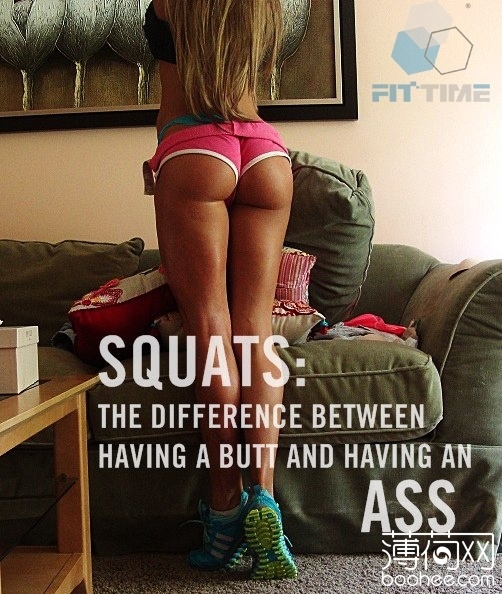 FIT TIME
SQUATS:
THE DIFFERENCE BETWEEN
HAVING A BUTT AND HAVING AN
ASS
薄荷网
boohee.com